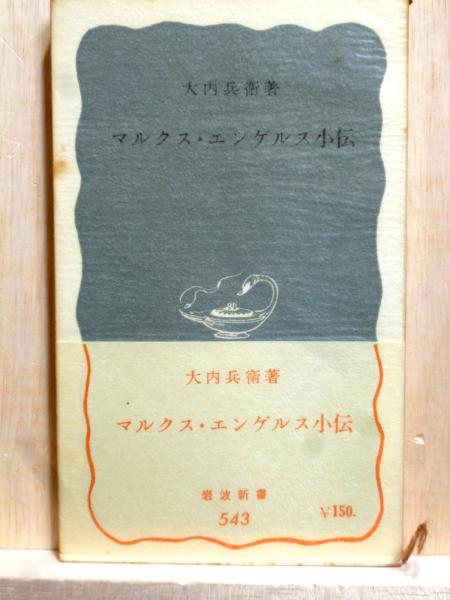 大内兵衛著
マルクス・エンゲルス小伝
大内兵衛著
マルクス・エンゲルス小伝
岩波新書
543
¥150.